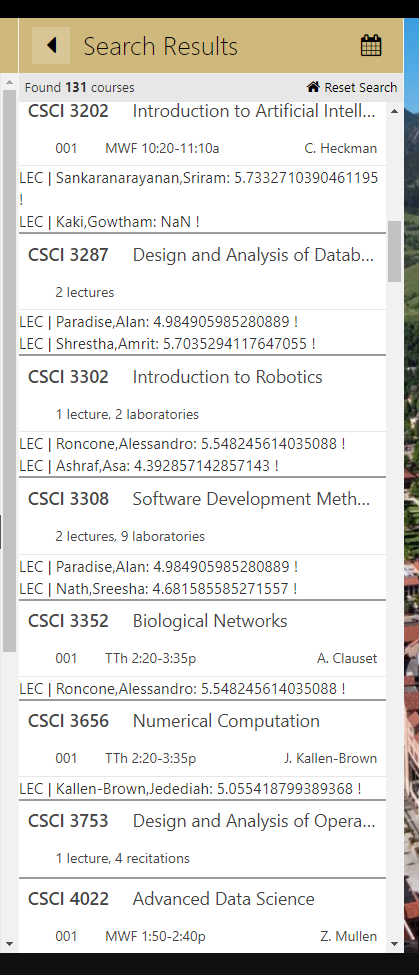 Search Results
Found 131 courses Reset Search
CSCI 3202 Introduction to Artificial Intell...
001 MWF 10:20-11:10a C. Heckman
LEC | Sankaranarayanan,Sriram: 5.7332710390461195
!
LEC | Kaki,Gowtham: NaN !
CSCI 3287 Design and Analysis of Datab...
2 lectures
LEC | Paradise,Alan: 4.984905985280889 !
LEC | Shrestha,Amrit: 5.7035294117647055 !
CSCI 3302 Introduction to Robotics
1 lecture, 2 laboratories
LEC | Roncone,Alessandro: 5.548245614035088 !
LEC | Ashraf,Asa: 4.392857142857143 !
CSCI 3308 Software Development Meth...
2 lectures, 9 laboratories
LEC | Paradise,Alan: 4.984905985280889 !
LEC | Nath,Sreesha: 4.681585585271557 !
CSCI 3352 Biological Networks
001 TTh 2:20-3:35p A. Clauset
LEC | Roncone,Alessandro: 5.548245614035088 !
CSCI 3656 Numerical Computation
001 TTh 2:20-3:35p J. Kallen-Brown
LEC | Kallen-Brown,Jedediah: 5.055418799389368 !
CSCI 3753 Design and Analysis of Opera...
1 lecture, 4 recitations
CSCI 4022 Advanced Data Science
001 MWF 1:50-2:40p Z. Mullen